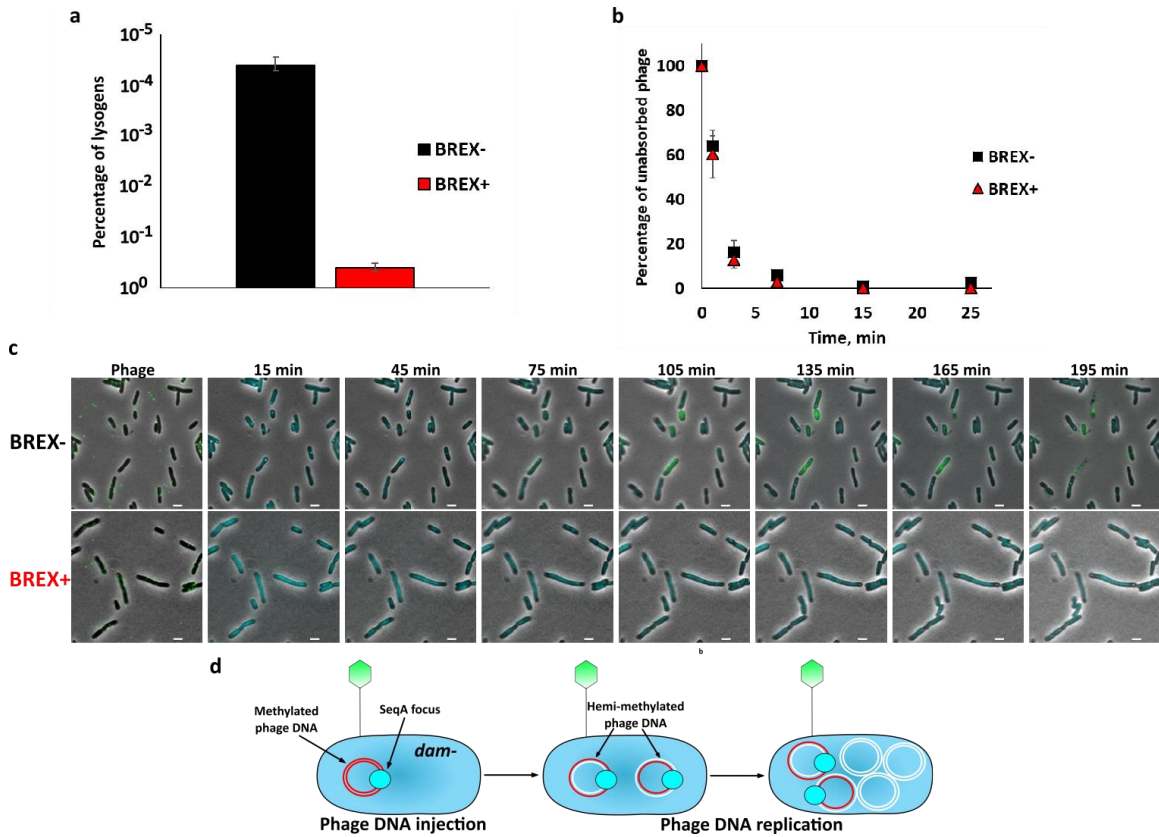 a
Percentage of lysogens
10-5
10-4
10-3
10-2
10-1
100
BREX-
BREX+
b
Percentage of unabsorbed phage
100
80
60
40
20
0
0 5 10 15 20 25
Time, min
BREX-
BREX+
c
Phage 15 min 45 min 75 min 105 min 135 min 165 min 195 min
BREX-
BREX+
b
d
Methylated
phage DNA
SeqA focus
dam-
Hemi-methylated
phage DNA
Phage DNA injection
Phage DNA replication